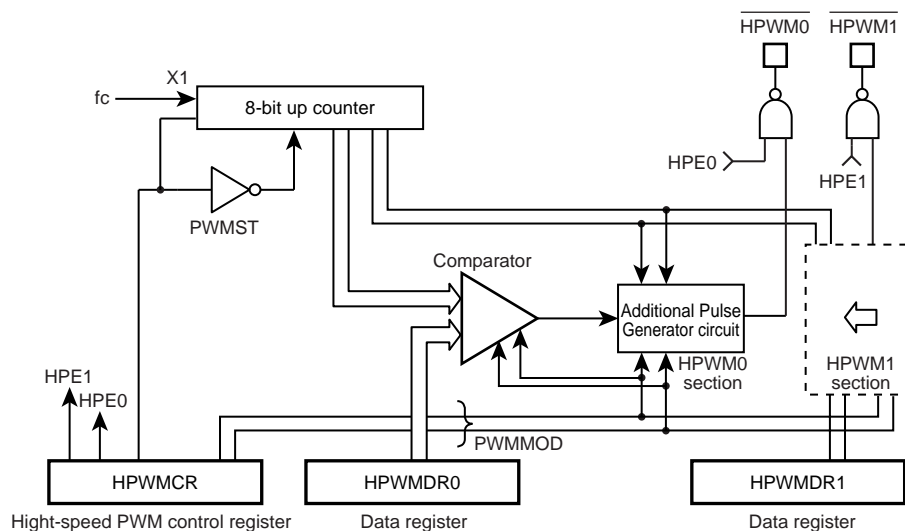 HPWM0 HPWM1
X1
fc
8-bit up counter
HPE0
HPE1
PWMST
Comparator
Additional Pulse
Generator circuit
HPWM0
section
HPWM1
section
HPE1
HPE0
PWMMOD
HPWMCR
HPWMDR0
HPWMDR1
Hight-speed PWM control register
Data register
Data register